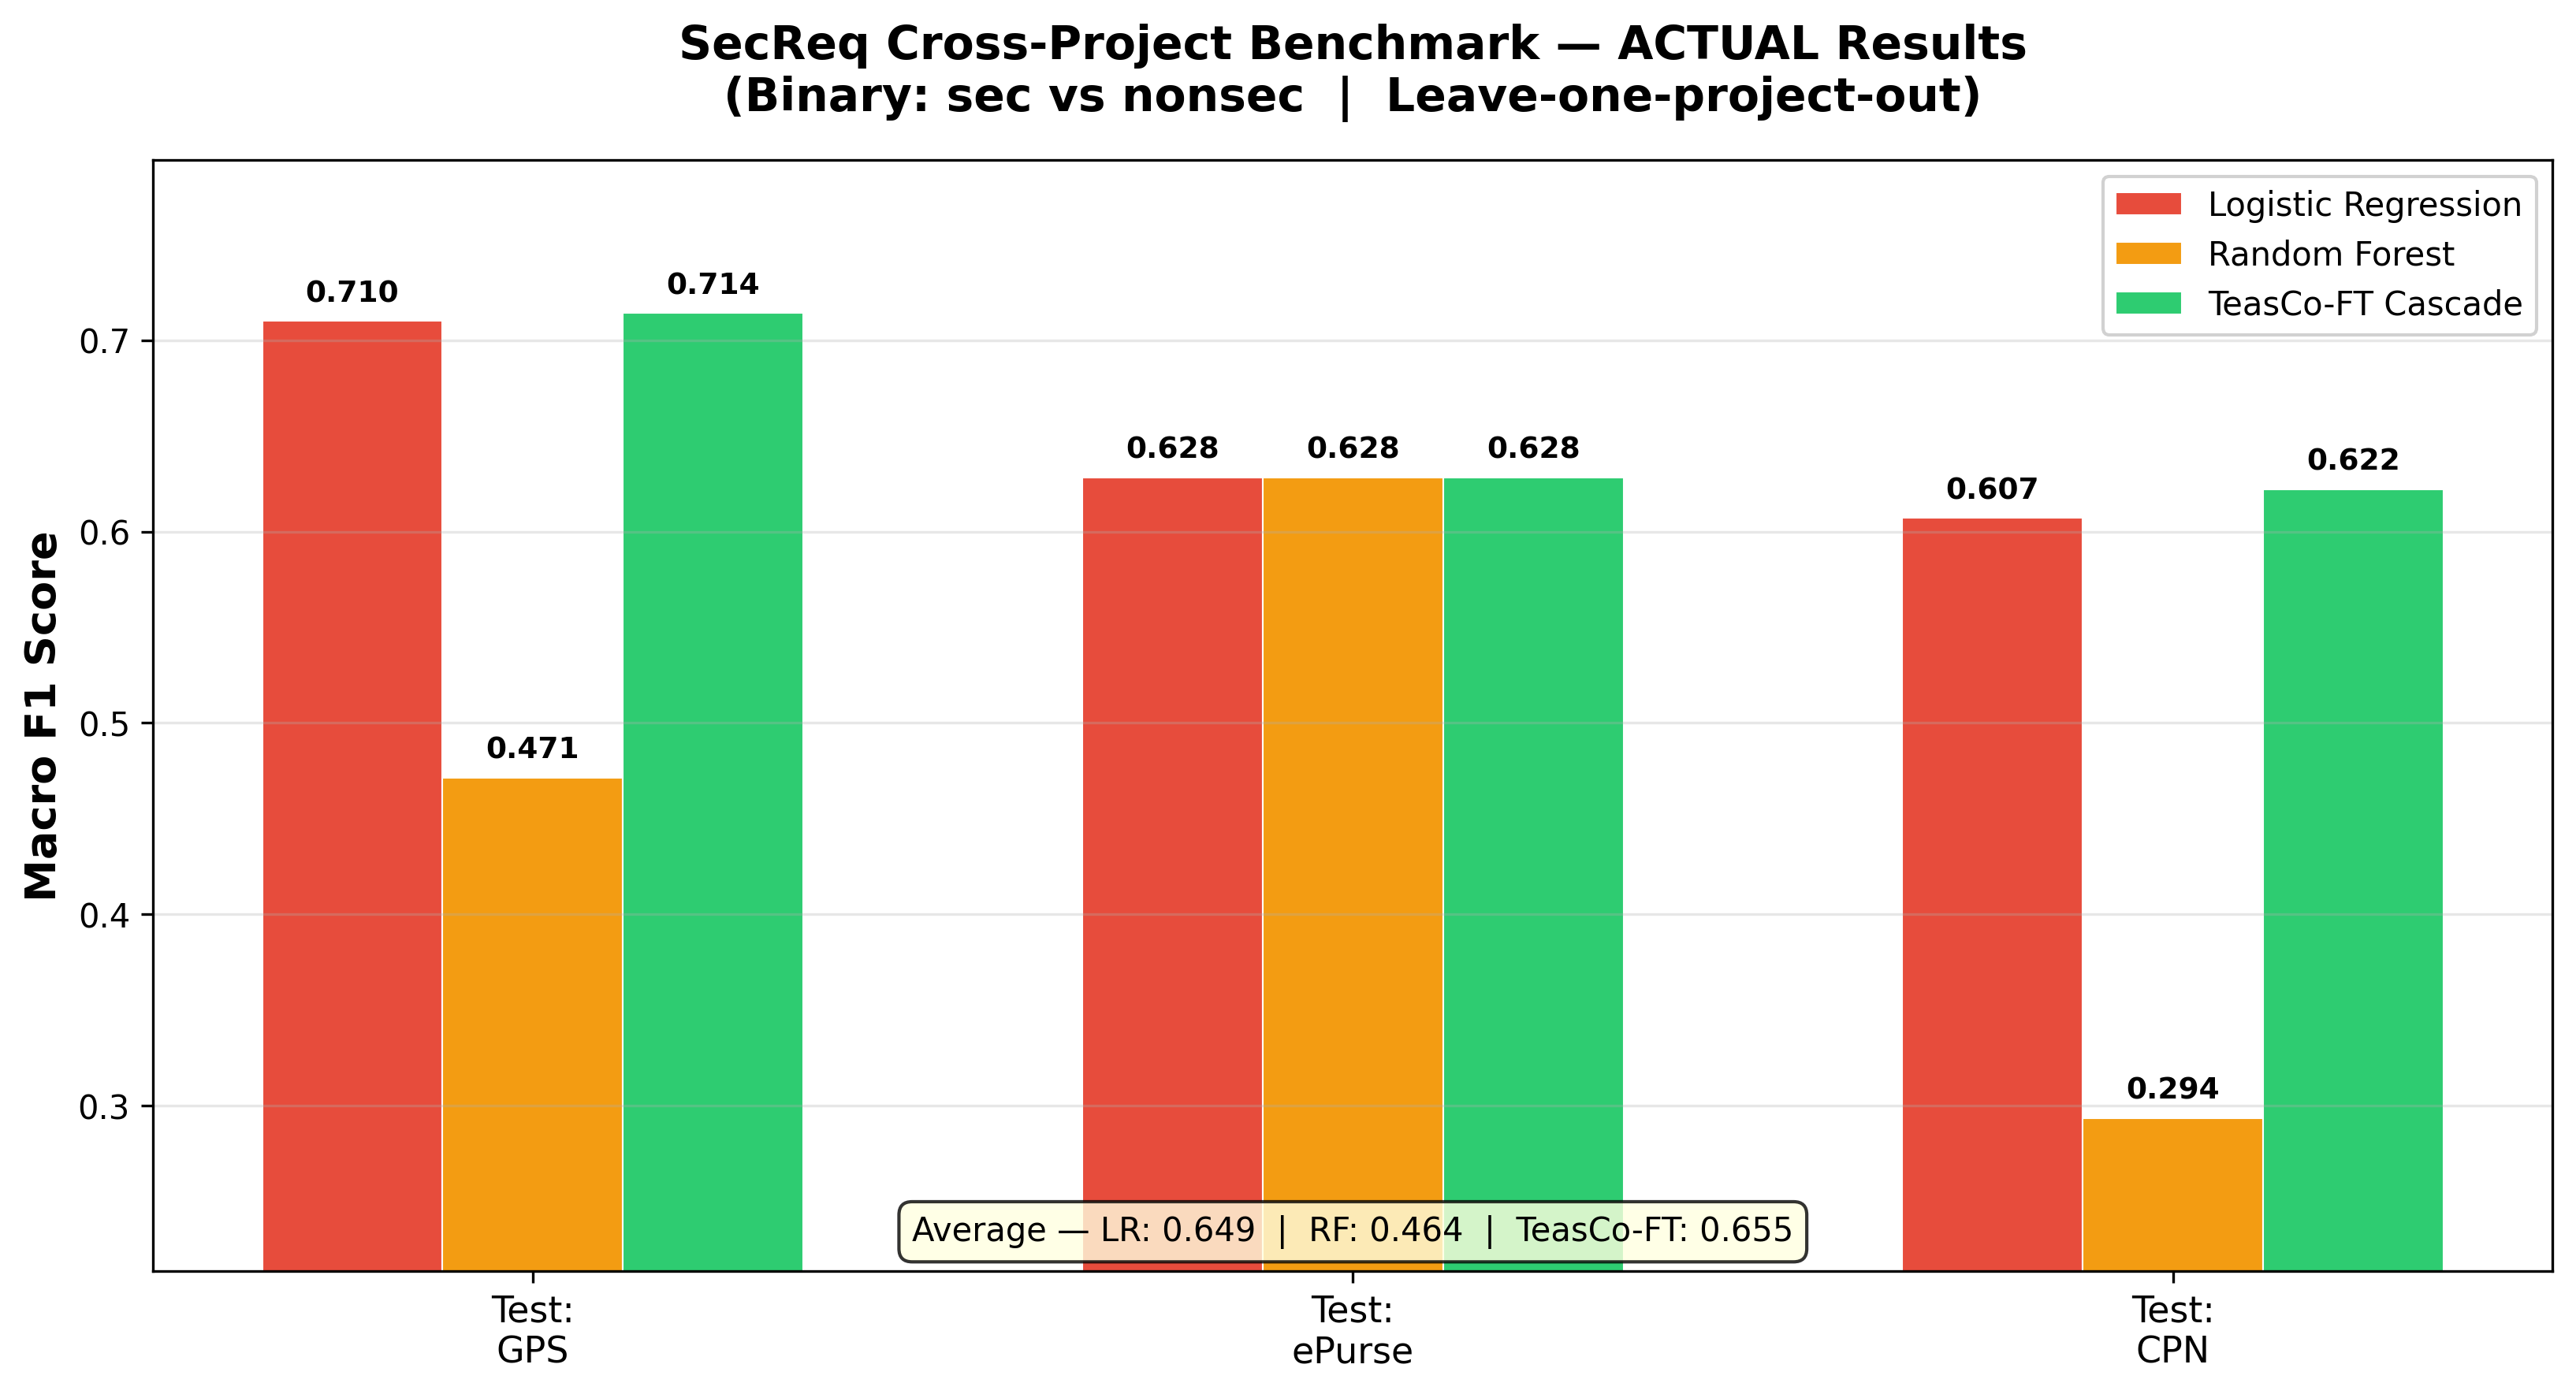 SecReq Cross-Project Benchmark — ACTUAL Results
(Binary: sec vs nonsec | Leave-one-project-out)
Logistic Regression
Random Forest
TeasCo-FT Cascade
Macro F1 Score
0.7
0.6
0.5
0.4
0.3
0.710
0.471
0.714
0.628
0.628
0.628
0.607
0.294
0.622
Average — LR: 0.649 | RF: 0.464 | TeasCo-FT: 0.655
Test:
GPS
Test:
ePurse
Test:
CPN